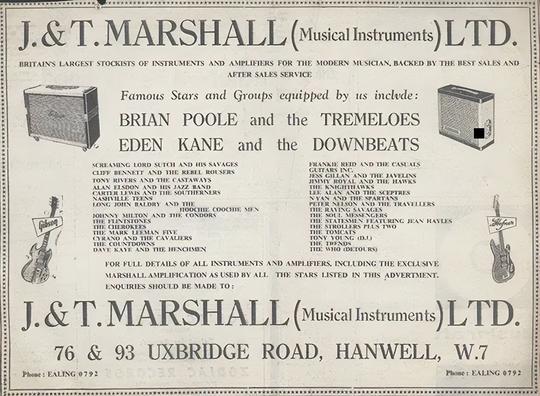 J. & T. MARSHALL (Musical Instruments) LTD.
BRITAIN'S LARGEST STOCKISTS OF INSTRUMENTS AND AMPLIFIERS FOR THE MODERN MUSICIAN, BACKED BY THE BEST SALES AND
AFTER SALES SERVICE
Famous Stars and Groups equipped by us include:
BRIAN POOLE and the TREMELOES
EDEN KANE and the DOWNBEATS
SCREAMING LORD SUTCH AND HIS SAVAGES
CLIFF BENNETT AND THE REBEL ROUSERS
TONY RIVERS AND THE CASTAWAYS
ALAN ELSDON AND HIS JAZZ BAND
CARTER LEWIS AND THE SOUTHERNERS
NASHVILLE TEENS
LONG JOHN BALDRY AND THE
HOOCHIE COOCHIE MEN
JOHNNY MILTON AND THE CONDORS
THE FLINTSTONES
THE CHEROKEES
THE MARK LEEMAN FIVE
CYRANO AND THE CAVALIERS
THE COUNTDOWNS
DAVE KAYE AND THE HENCHMEN
FRANKIE REID AND THE CASUALS
GUITARS INC.
JESS GILLAN AND THE JAVELINS
JIMMY ROYAL AND THE HAWKS
THE KNIGHTHAWKS
LEE ALAN AND THE SCEPTRES
RYAN AND THE SPARTANS
PETER NELSON AND THE TRAVELLERS
THE RAVING SAVAGES
THE SOUL MESSENGERS
THE STATESMEN FEATURING JEAN HAYLES
THE STROLLERS PLUS TWO
THE TOMCATS
TONY YOUNG (D.J.)
THE TRENDS
THE WHO (DETOURS)
Gibson
Hofner
FOR FULL DETAILS OF ALL INSTRUMENTS AND AMPLIFIERS, INCLUDING THE EXCLUSIVE
MARSHALL AMPLIFICATION AS USED BY ALL THE STARS LISTED IN THIS ADVERTMENT.
ENQUIRIES SHOULD BE MADE TO:
J. & T. MARSHALL (Musical Instruments) LTD.
76 & 93 UXBRIDGE ROAD, HANWELL, W.7
Phone: EALING 0792
Phone: EALING 0792